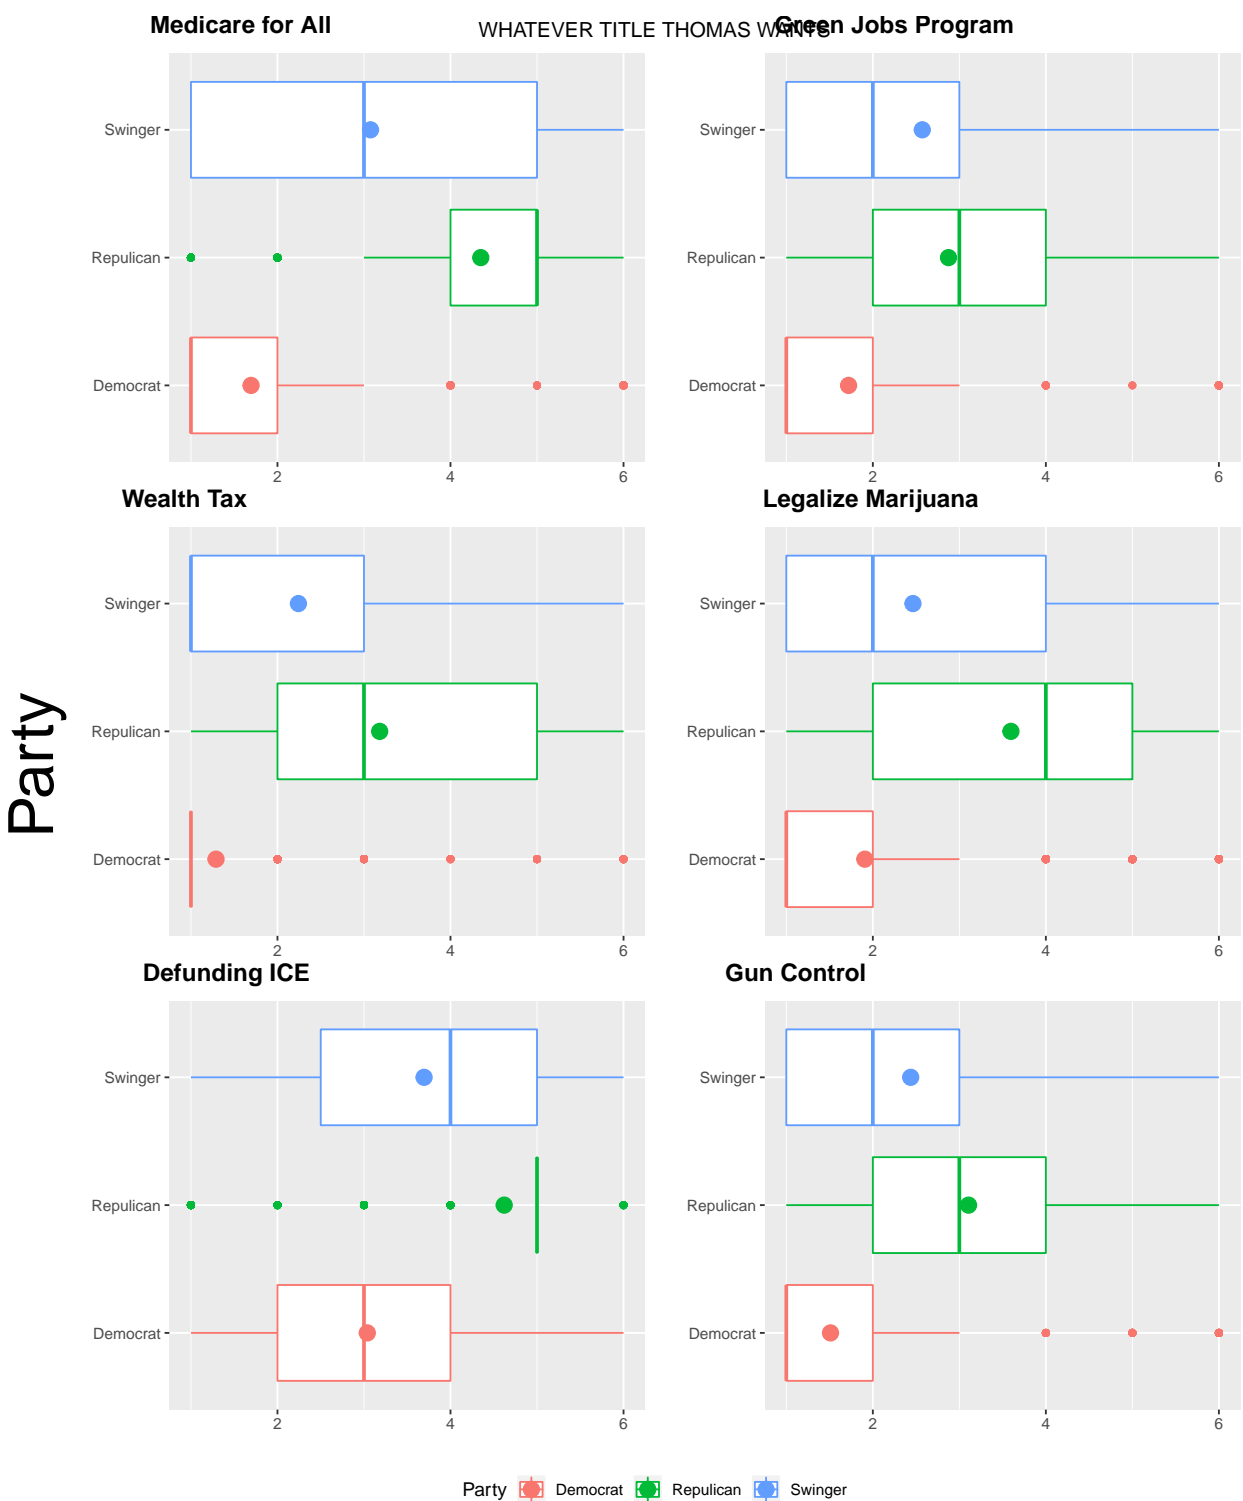 WHATEVER TITLE THOMAS WANTS
Medicare for All
Swinger
Repulican
Democrat
2 4 6
Green Jobs Program
Swinger
Repulican
Democrat
2 4 6
Wealth Tax
Swinger
Repulican
Democrat
2 4 6
Legalize Marijuana
Swinger
Repulican
Democrat
2 4 6
Defunding ICE
Swinger
Repulican
Democrat
2 4 6
Gun Control
Swinger
Repulican
Democrat
2 4 6
Party
Party Democrat Repulican Swinger